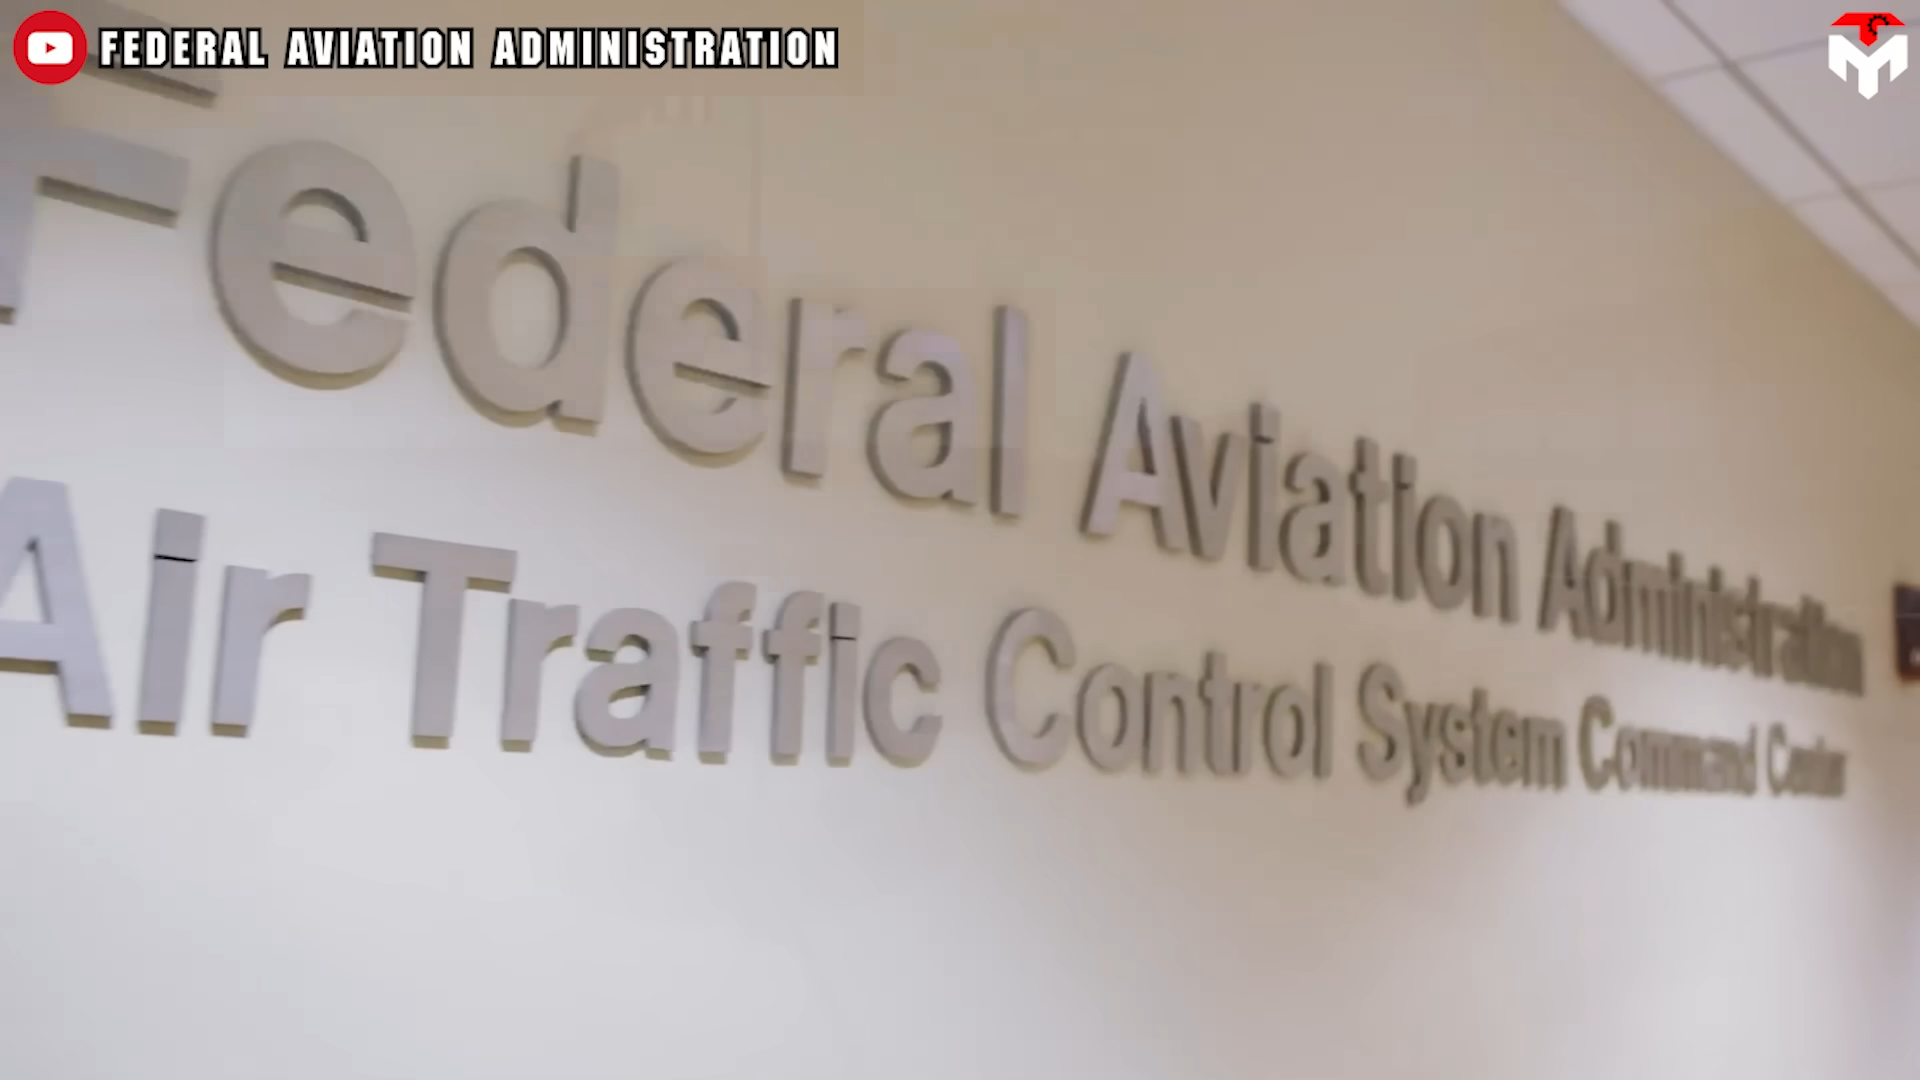 FEDERAL AVIATION ADMINISTRATION
Federal Aviation Administration
Air Traffic Control System Command Center